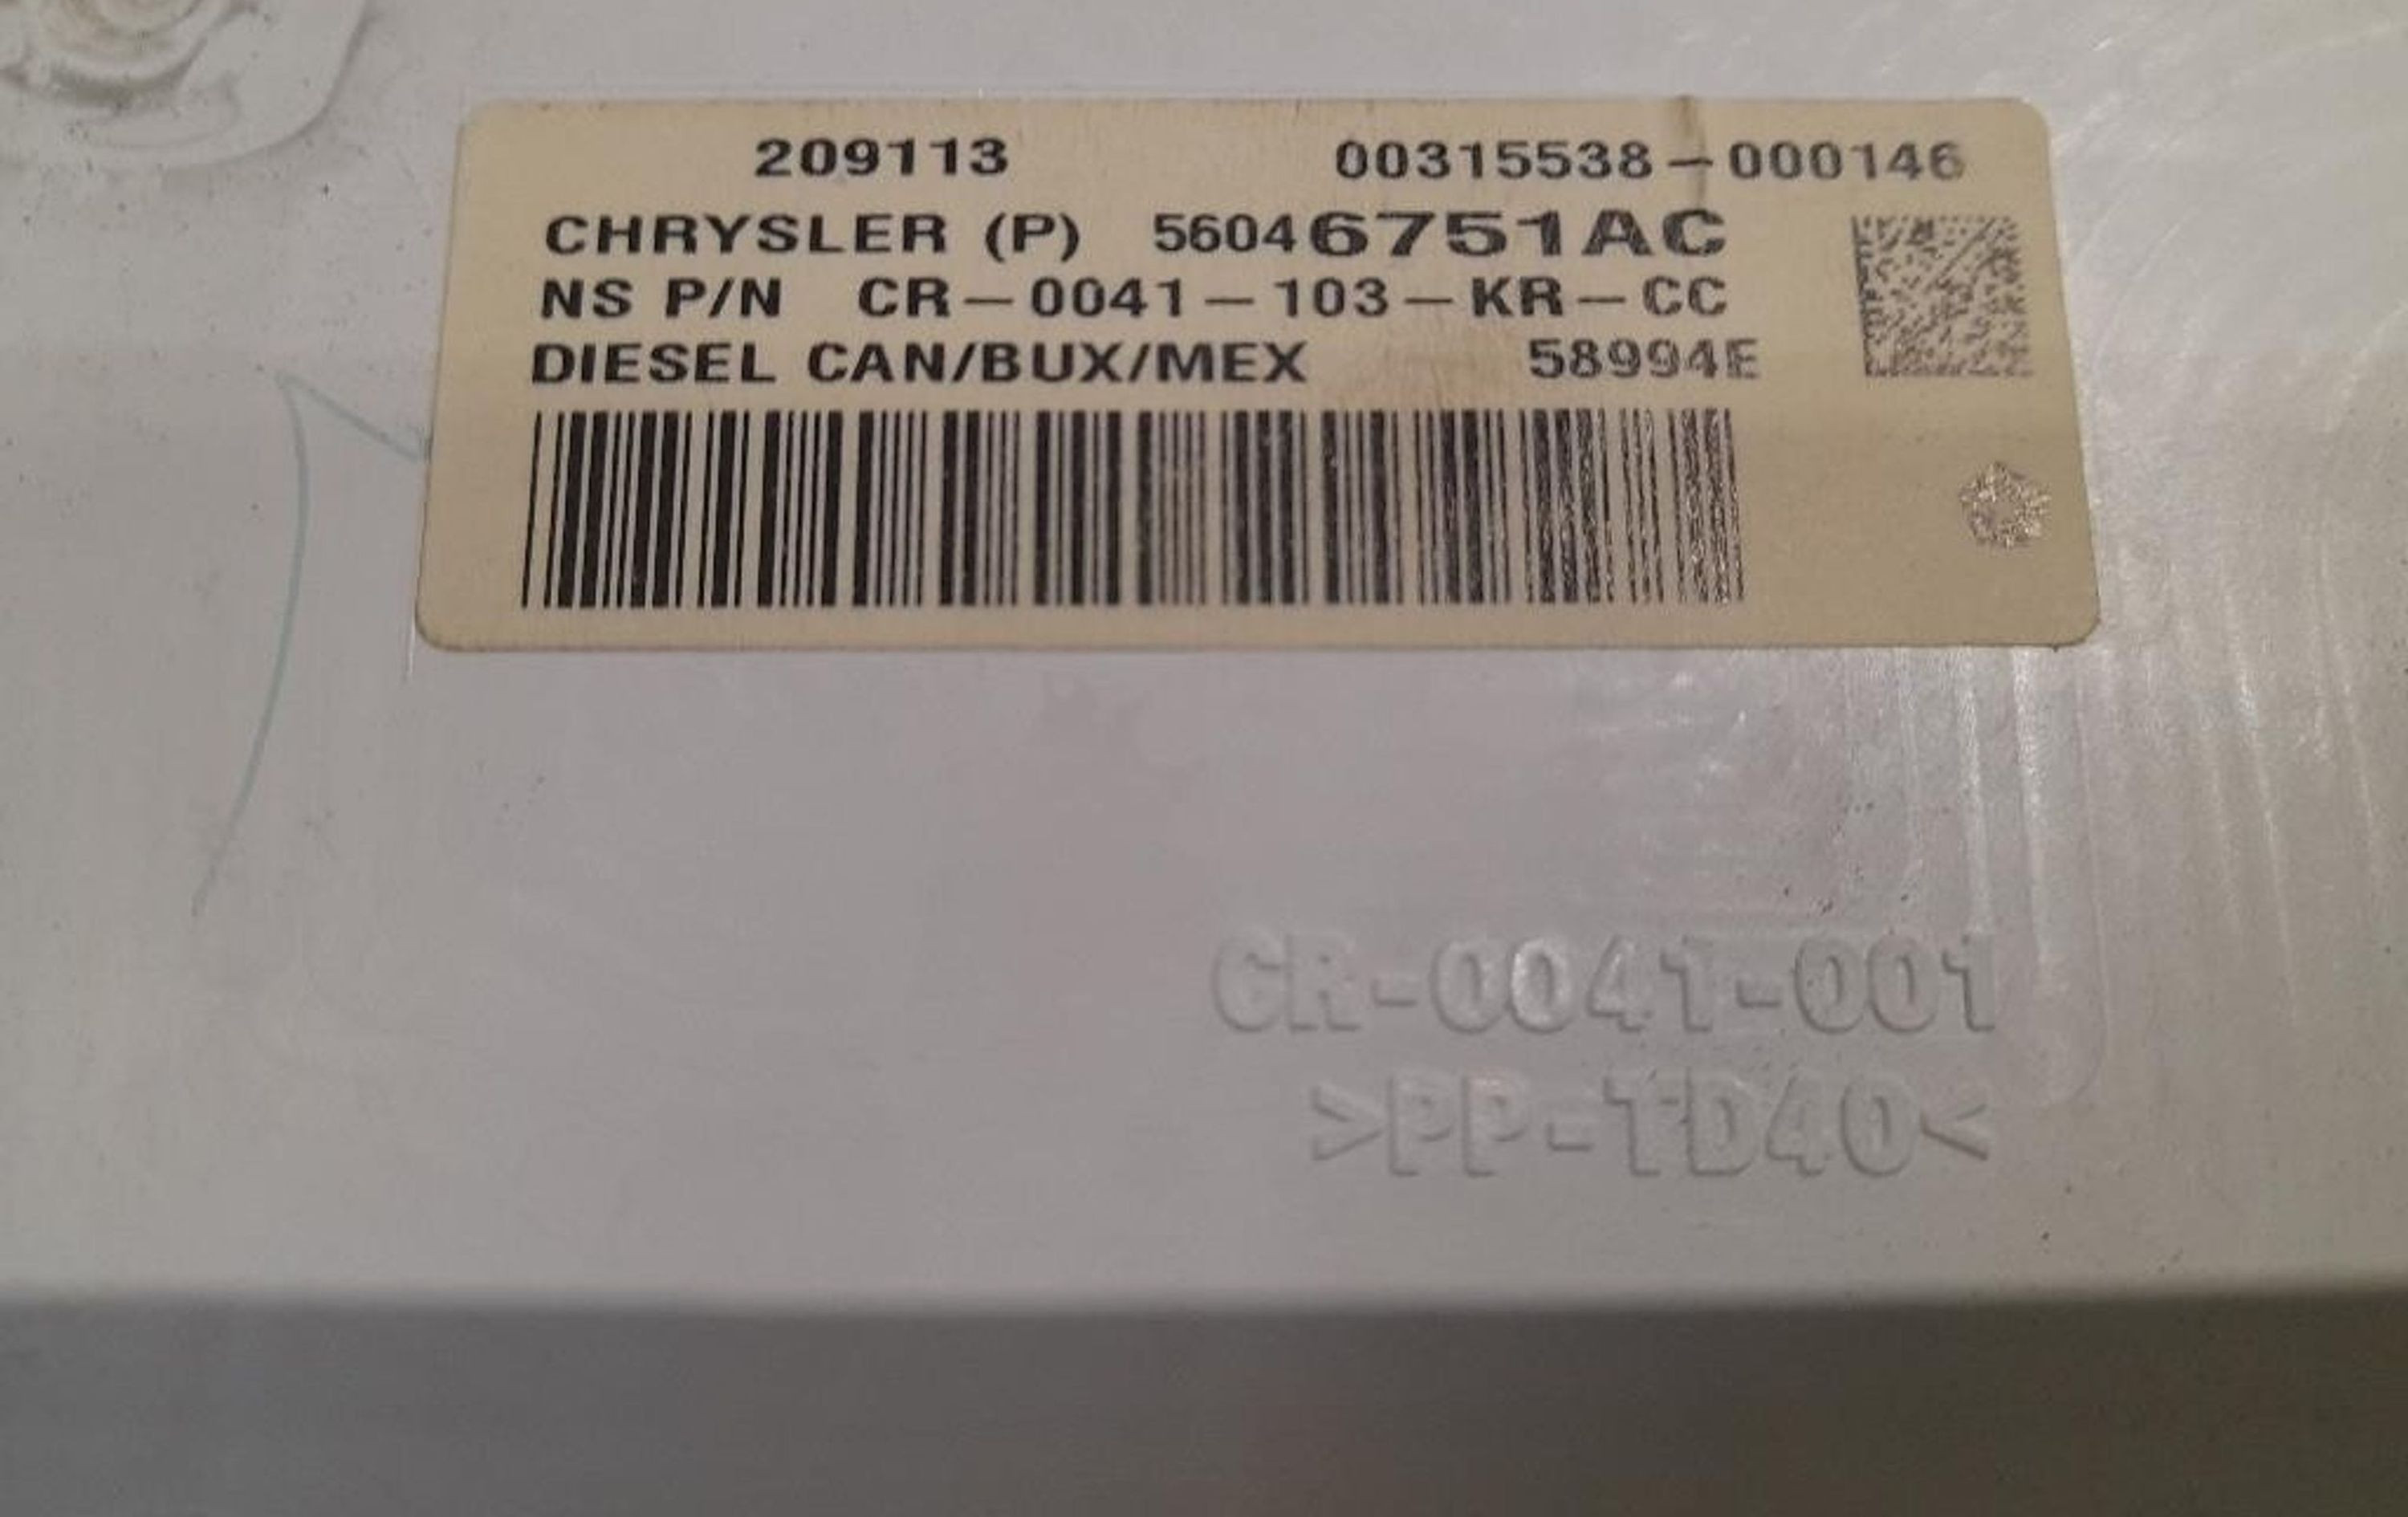 209113 00315538-000146
CHRYSLER (P) 56046751AC
NS P/N CR-0041-103-KR-CC
DIESEL CAN/BUX/MEX 58994E
CR-0041-001
>PP-TD40<